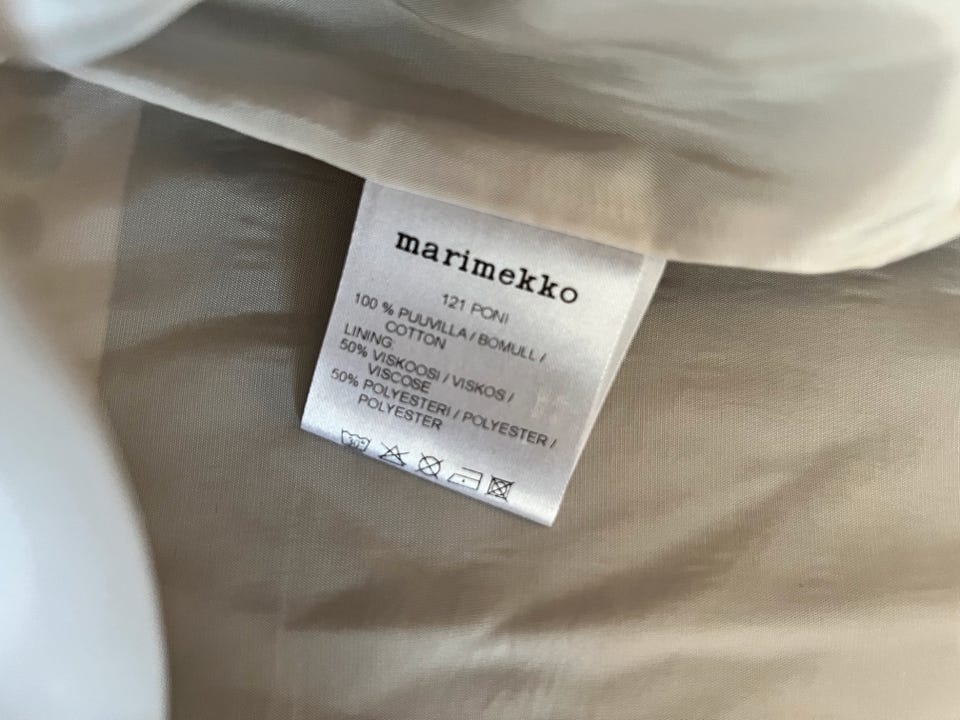 marimekko
121 PONI
100 % PUUVILLA / BOMULL /
COTTON
LINING:
50% VISKOOSI / VISKOS /
VISCOSE
50% POLYESTERI / POLYESTER /
POLYESTER